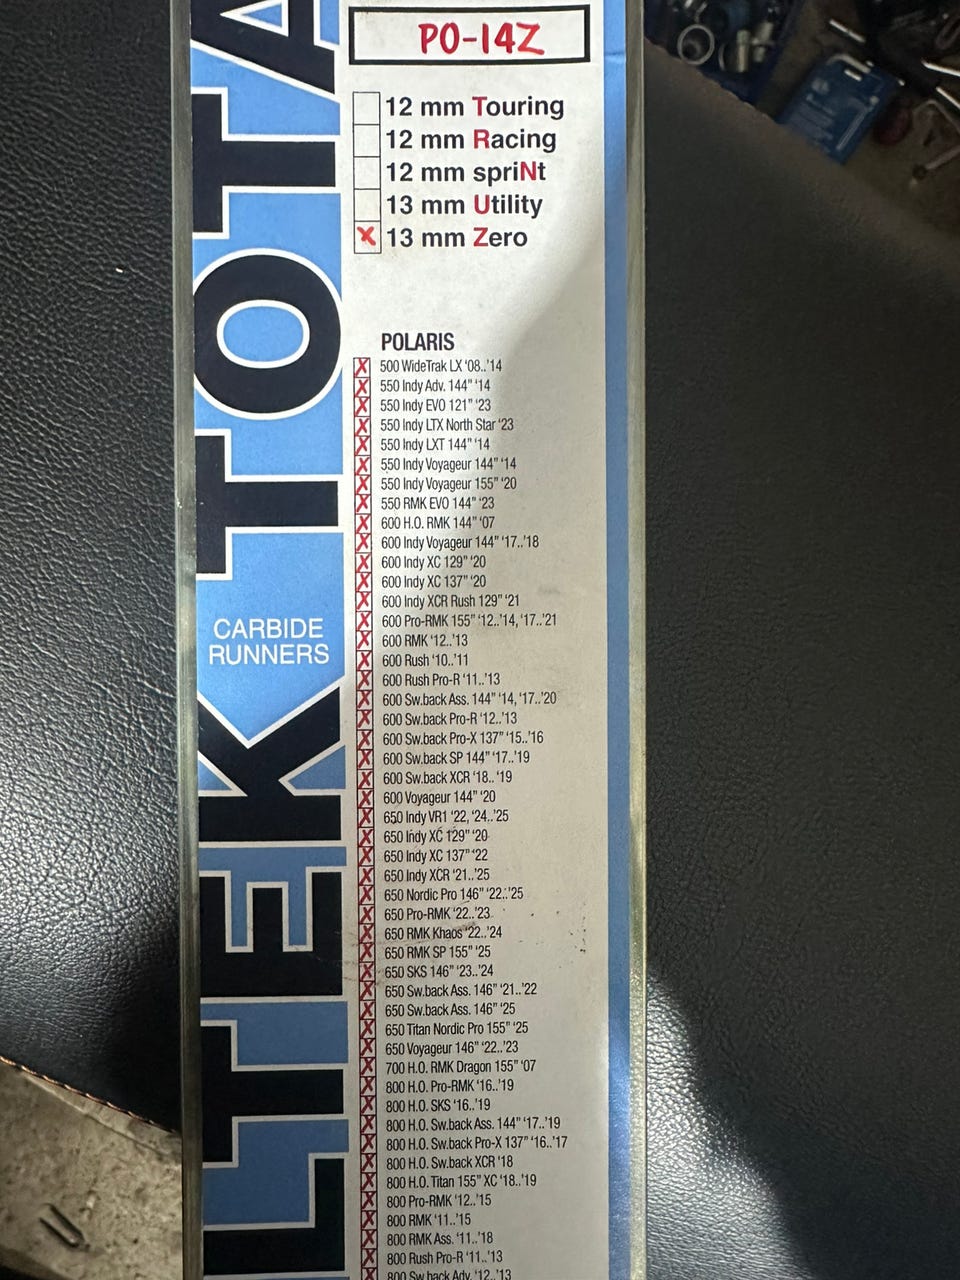 PO-14Z
12 mm Touring
12 mm Racing
12 mm spriNt
13 mm Utility
X 13 mm Zero
POLARIS
X 500 WideTrak LX '08..'14
X 550 Indy Adv. 144" '14
X 550 Indy EVO 121" '23
X 550 Indy LTX North Star '23
X 550 Indy LXT 144" '14
X 550 Indy Voyageur 144" '14
X 550 Indy Voyageur 155" '20
X 550 RMK EVO 144" '23
X 600 H.O. RMK 144" '07
X 600 Indy Voyageur 144" '17..'18
X 600 Indy XC 129" '20
X 600 Indy XC 137" '20
X 600 Indy XCR Rush 129" '21
X 600 Pro-RMK 155" '12..'14, '17..'21
X 600 RMK '12..'13
X 600 Rush '10..'11
X 600 Rush Pro-R '11..'13
X 600 Sw.back Ass. 144" '14, '17..'20
X 600 Sw.back Pro-R '12..'13
X 600 Sw.back Pro-X 137" '15..'16
X 600 Sw.back SP 144" '17..'19
X 600 Sw.back XCR '18..'19
X 600 Voyageur 144" '20
X 650 Indy VR1 '22, '24..'25
X 650 Indy XC 129" '20
X 650 Indy XC 137" '22
X 650 Indy XCR '21..'25
X 650 Nordic Pro 146" '22..'25
X 650 Pro-RMK '22..'23
X 650 RMK Khaos '22..'24
X 650 RMK SP 155" '25
X 650 SKS 146" '23..'24
X 650 Sw.back Ass. 146" '21..'22
X 650 Sw.back Ass. 146" '25
X 650 Titan Nordic Pro 155" '25
X 650 Voyageur 146" '22..'23
X 700 H.O. RMK Dragon 155" '07
X 800 H.O. Pro-RMK '16..'19
X 800 H.O. SKS '16..'19
X 800 H.O. Sw.back Ass. 144" '17..'19
X 800 H.O. Sw.back Pro-X 137" '16..'17
X 800 H.O. Sw.back XCR '18
X 800 H.O. Titan 155" XC '18..'19
X 800 Pro-RMK '12..'15
X 800 RMK '11..'15
X 800 RMK Ass. '11..'18
X 800 Rush Pro-R '11..'13
X 800 Sw.back Adv. '12..'13
LTEK TOTA
CARBIDE
RUNNERS